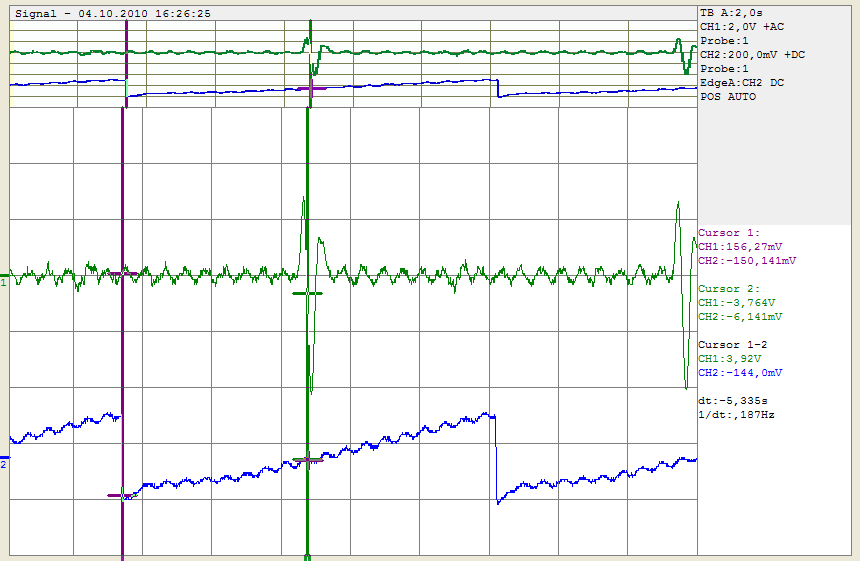 Signal - 04.10.2010 16:26:25
TB A:2,0s
CH1:2,0V +AC
Probe:1
CH2:200,0mV +DC
Probe:1
EdgeA:CH2 DC
POS AUTO
Cursor 1:
CH1:156,27mV
CH2:-150,141mV
Cursor 2:
CH1:-3,764V
CH2:-6,141mV
Cursor 1-2
CH1:3,92V
CH2:-144,0mV
dt:-5,335s
1/dt:,187Hz
1
2